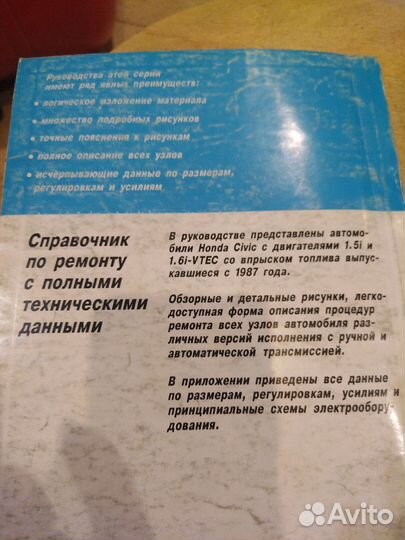 Руководства этой серии
имеют ряд явных преимуществ:
• логическое изложение материала
• множество подробных рисунков
• точные пояснения к рисункам
• полное описание всех узлов
• исчерпывающие данные по размерам,
регулировкам и усилиям
Справочник
по ремонту
с полными
техническими
данными
В руководстве представлены автомо-
били Honda Civic с двигателями 1.5i и
1.6i-VTEC со впрыском топлива выпус-
кавшиеся с 1987 года.
Обзорные и детальные рисунки, легко-
доступная форма описания процедур
ремонта всех узлов автомобиля раз-
личных версий исполнения с ручной и
автоматической трансмиссией.
В приложении приведены все данные
по размерам, регулировкам, усилиям и
принципиальные схемы электрообору-
дования.
Avito